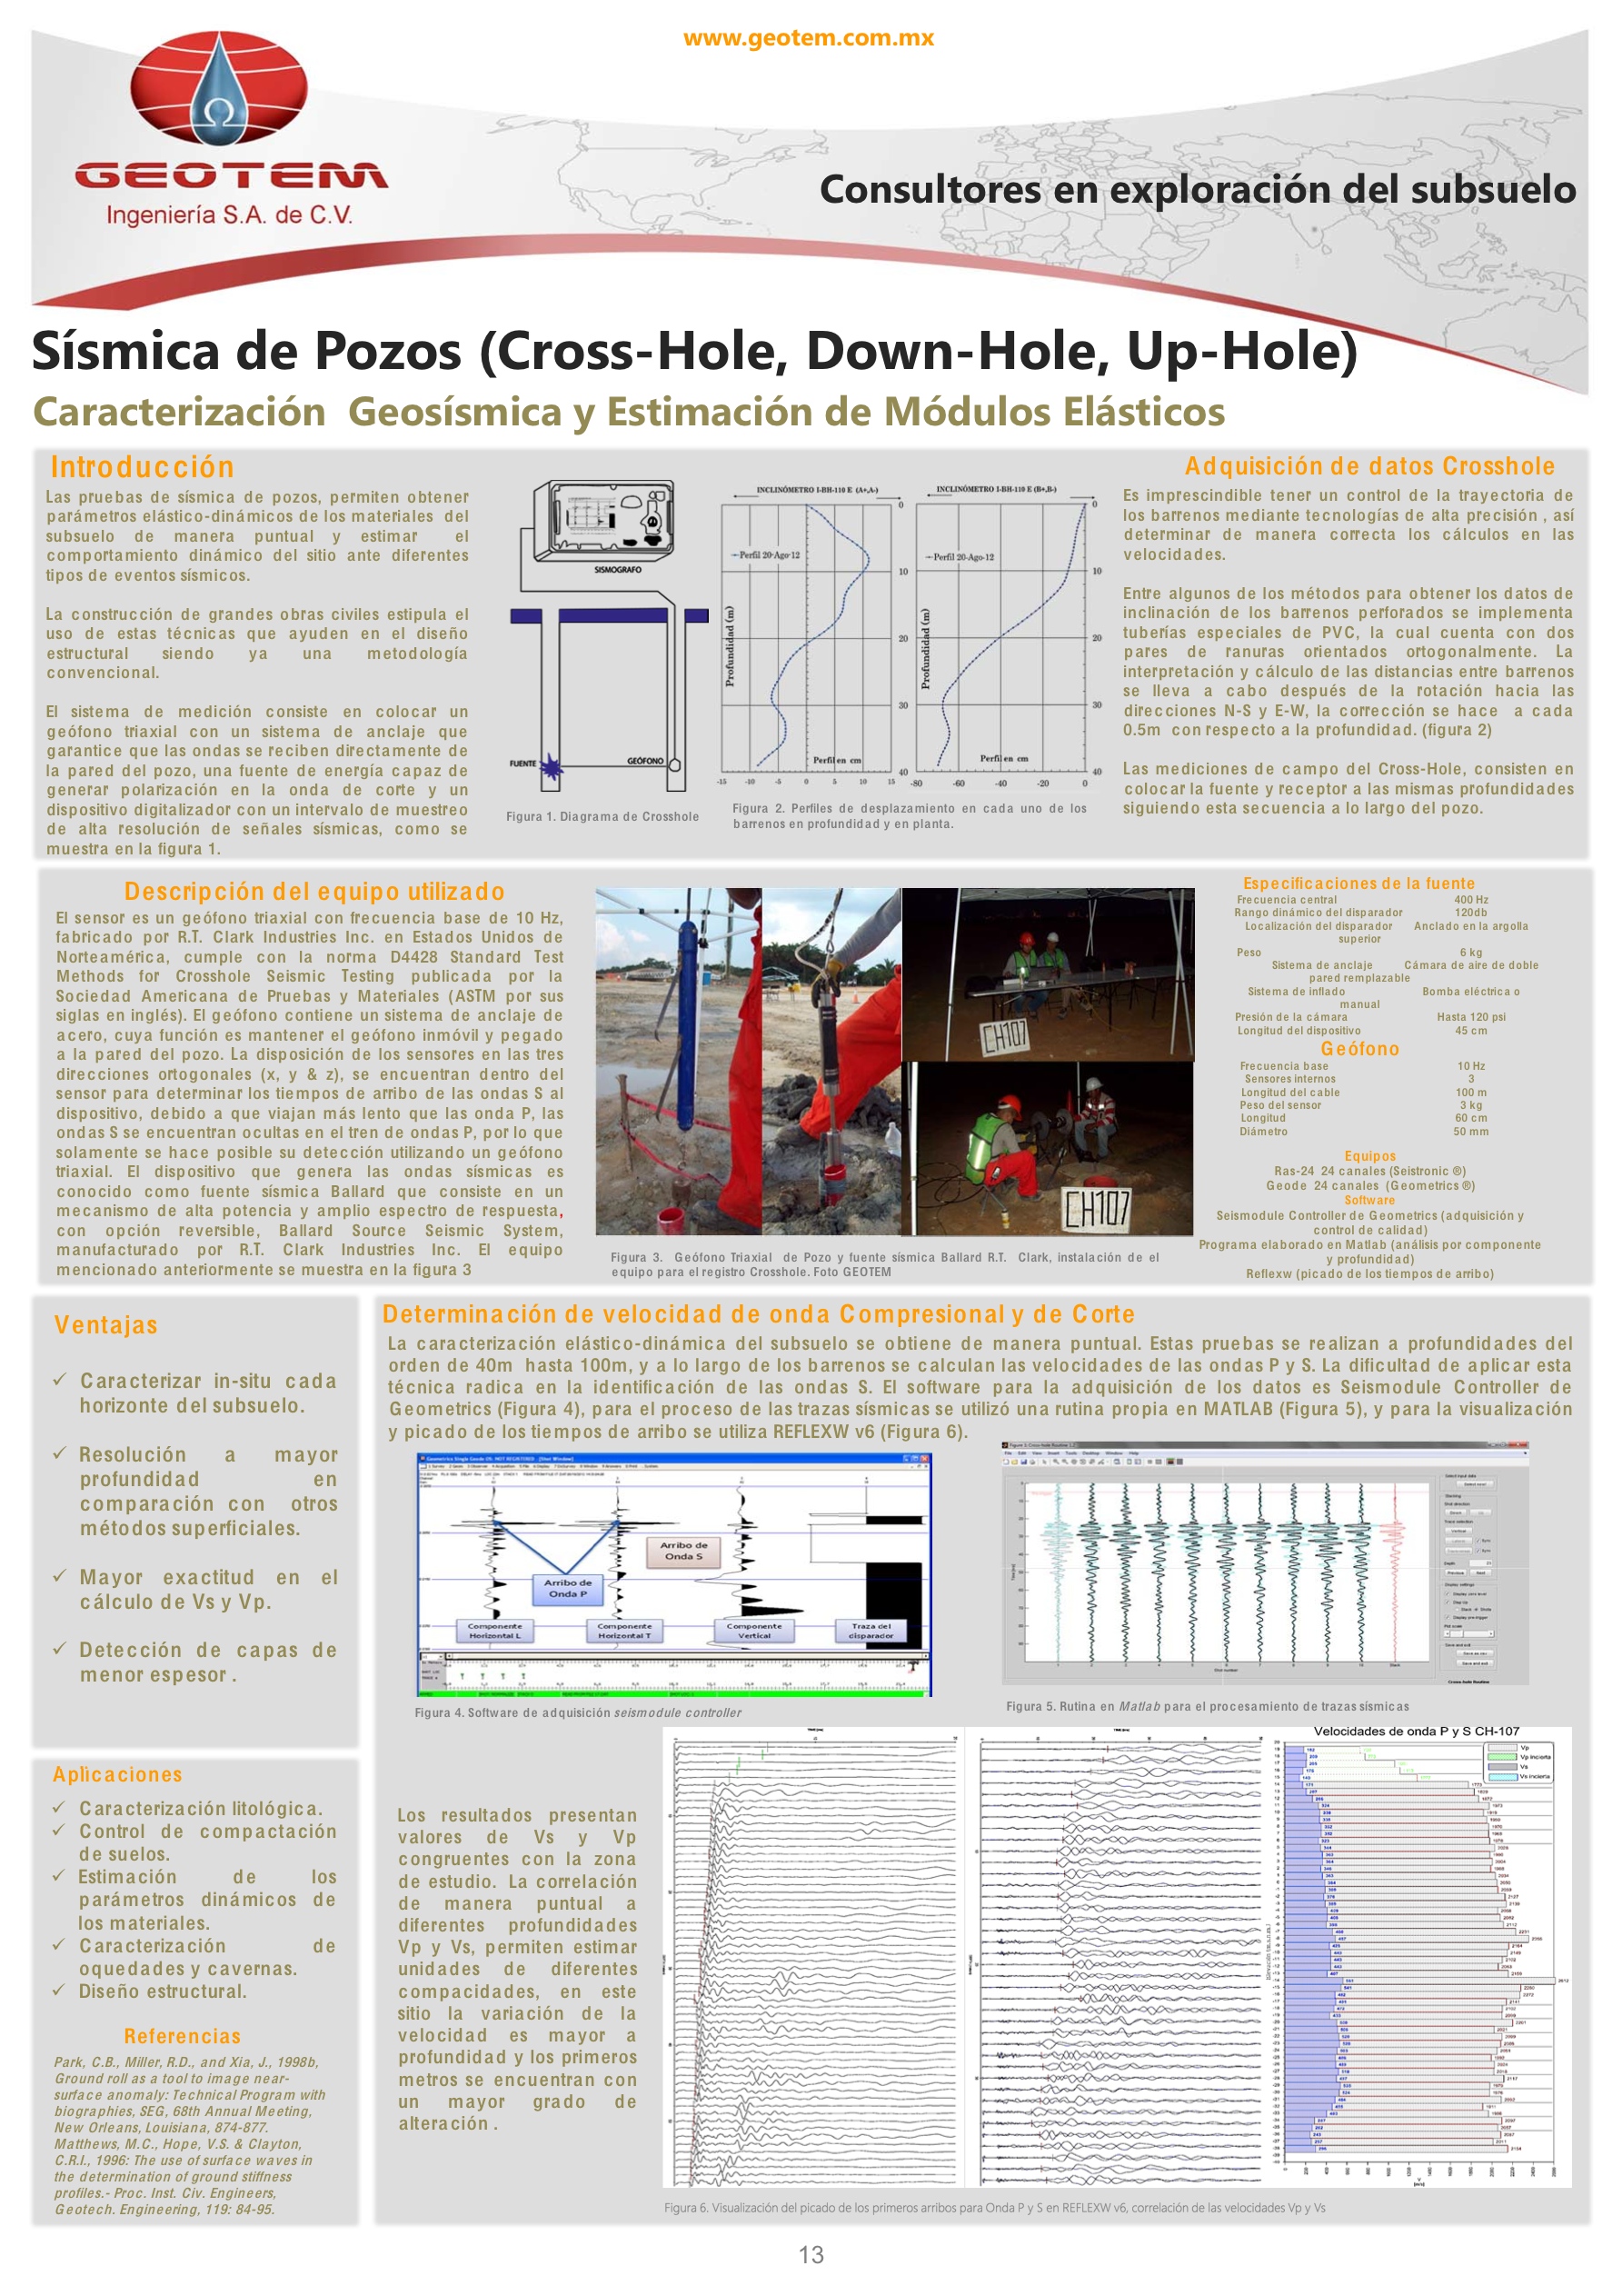 www.geotem.com.mx
GEOTEM
Ingeniería S.A. de C.V.
Consultores en exploración del subsuelo
Sísmica de Pozos (Cross-Hole, Down-Hole, Up-Hole)
Caracterización Geosísmica y Estimación de Módulos Elásticos
Introducción
Las pruebas de sísmica de pozos, permiten obtener
parámetros elástico-dinámicos de los materiales del
subsuelo de manera puntual y estimar el
comportamiento dinámico del sitio ante diferentes
tipos de eventos sísmicos.
La construcción de grandes obras civiles estipula el
uso de estas técnicas que ayuden en el diseño
estructural siendo ya una metodología
convencional.
El sistema de medición consiste en colocar un
geófono triaxial con un sistema de anclaje que
garantice que las ondas se reciben directamente de
la pared del pozo, una fuente de energía capaz de
generar polarización en la onda de corte y un
dispositivo digitalizador con un intervalo de muestreo
de alta resolución de señales sísmicas, como se
muestra en la figura 1.
SISMOGRAFO
FUENTE
GEÓFONO
Figura 1. Diagrama de Crosshole
INCLINÓMETRO I-BH-110 E (A+,A-)
Perfil 20-Ago-12
Profundidad (m)
Perfil en cm
0
10
20
30
40
-15 -10 -5 0 5 10 15
INCLINÓMETRO I-BH-110 E (B+,B-)
Perfil 20-Ago-12
Profundidad (m)
Perfil en cm
0
10
20
30
40
-80 -60 -40 -20 0
Figura 2. Perfiles de desplazamiento en cada uno de los
barrenos en profundidad y en planta.
Adquisición de datos Crosshole
Es imprescindible tener un control de la trayectoria de
los barrenos mediante tecnologías de alta precisión , así
determinar de manera correcta los cálculos en las
velocidades.
Entre algunos de los métodos para obtener los datos de
inclinación de los barrenos perforados se implementa
tuberías especiales de PVC, la cual cuenta con dos
pares de ranuras orientados ortogonalmente. La
interpretación y cálculo de las distancias entre barrenos
se lleva a cabo después de la rotación hacia las
direcciones N-S y E-W, la corrección se hace a cada
0.5m con respecto a la profundidad. (figura 2)
Las mediciones de campo del Cross-Hole, consisten en
colocar la fuente y receptor a las mismas profundidades
siguiendo esta secuencia a lo largo del pozo.
Descripción del equipo utilizado
El sensor es un geófono triaxial con frecuencia base de 10 Hz,
fabricado por R.T. Clark Industries Inc. en Estados Unidos de
Norteamérica, cumple con la norma D4428 Standard Test
Methods for Crosshole Seismic Testing publicada por la
Sociedad Americana de Pruebas y Materiales (ASTM por sus
siglas en inglés). El geófono contiene un sistema de anclaje de
acero, cuya función es mantener el geófono inmóvil y pegado
a la pared del pozo. La disposición de los sensores en las tres
direcciones ortogonales (x, y & z), se encuentran dentro del
sensor para determinar los tiempos de arribo de las ondas S al
dispositivo, debido a que viajan más lento que las onda P, las
ondas S se encuentran ocultas en el tren de ondas P, por lo que
solamente se hace posible su detección utilizando un geófono
triaxial. El dispositivo que genera las ondas sísmicas es
conocido como fuente sísmica Ballard que consiste en un
mecanismo de alta potencia y amplio espectro de respuesta,
con opción reversible, Ballard Source Seismic System,
manufacturado por R.T. Clark Industries Inc. El equipo
mencionado anteriormente se muestra en la figura 3
CH107
CH107
Figura 3. Geófono Triaxial de Pozo y fuente sísmica Ballard R.T. Clark, instalación de el
equipo para el registro Crosshole. Foto GEOTEM
Especificaciones de la fuente
Frecuencia central 400 Hz
Rango dinámico del disparador 120db
Localización del disparador Anclado en la argolla
superior
Peso 6 kg
Sistema de anclaje Cámara de aire de doble
pared remplazable
Sistema de inflado Bomba eléctrica o
manual
Presión de la cámara Hasta 120 psi
Longitud del dispositivo 45 cm
Geófono
Frecuencia base 10 Hz
Sensores internos 3
Longitud del cable 100 m
Peso del sensor 3 kg
Longitud 60 cm
Diámetro 50 mm
Equipos
Ras-24 24 canales (Seistronic ®)
Geode 24 canales (Geometrics ®)
Software
Seismodule Controller de Geometrics (adquisición y
control de calidad)
Programa elaborado en Matlab (análisis por componente
y profundidad)
Reflexw (picado de los tiempos de arribo)
Ventajas
✓ Caracterizar in-situ cada
horizonte del subsuelo.
✓ Resolución a mayor
profundidad en
comparación con otros
métodos superficiales.
✓ Mayor exactitud en el
cálculo de Vs y Vp.
✓ Detección de capas de
menor espesor .
Aplicaciones
✓ Caracterización litológica.
✓ Control de compactación
de suelos.
✓ Estimación de los
parámetros dinámicos de
los materiales.
✓ Caracterización de
oquedades y cavernas.
✓ Diseño estructural.
Referencias
Park, C.B., Miller, R.D., and Xia, J., 1998b,
Ground roll as a tool to image near-
surface anomaly: Technical Program with
biographies, SEG, 68th Annual Meeting,
New Orleans, Louisiana, 874-877.
Matthews, M.C., Hope, V.S. & Clayton,
C.R.I., 1996: The use of surface waves in
the determination of ground stiffness
profiles.- Proc. Inst. Civ. Engineers,
Geotech. Engineering, 119: 84-95.
Determinación de velocidad de onda Compresional y de Corte
La caracterización elástico-dinámica del subsuelo se obtiene de manera puntual. Estas pruebas se realizan a profundidades del
orden de 40m hasta 100m, y a lo largo de los barrenos se calculan las velocidades de las ondas P y S. La dificultad de aplicar esta
técnica radica en la identificación de las ondas S. El software para la adquisición de los datos es Seismodule Controller de
Geometrics (Figura 4), para el proceso de las trazas sísmicas se utilizó una rutina propia en MATLAB (Figura 5), y para la visualización
y picado de los tiempos de arribo se utiliza REFLEXW v6 (Figura 6).
Arribo de
Onda S
Arribo de
Onda P
Componente
Horizontal L
Componente
Horizontal T
Componente
Vertical
Traza del
disparador
Figura 4. Software de adquisición seismodule controller
Figura 5. Rutina en Matlab para el procesamiento de trazas sísmicas
Los resultados presentan
valores de Vs y Vp
congruentes con la zona
de estudio. La correlación
de manera puntual a
diferentes profundidades
Vp y Vs, permiten estimar
unidades de diferentes
compacidades, en este
sitio la variación de la
velocidad es mayor a
profundidad y los primeros
metros se encuentran con
un mayor grado de
alteración .
Velocidades de onda P y S CH-107
Vp
Vp incierta
Vs
Vs incierta
Figura 6. Visualización del picado de los primeros arribos para Onda P y S en REFLEXW v6, correlación de las velocidades Vp y Vs
13